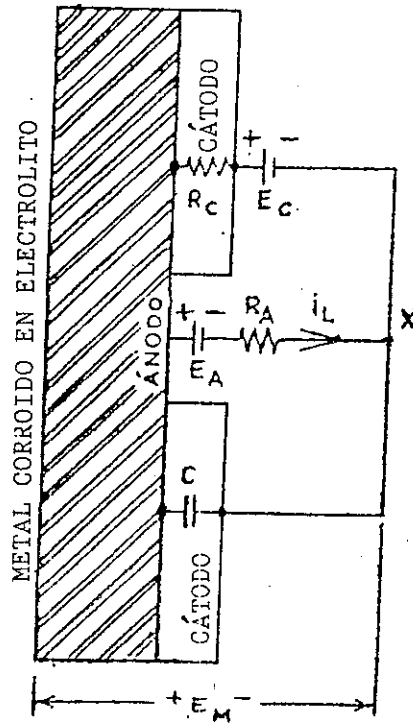 METAL CORROIDO EN ELECTROLITO
CÁTODO
C
ÁNODO
+ -
E_A
R_A
i_L
CÁTODO
R_C
+ -
E_C
+ E_M -
X